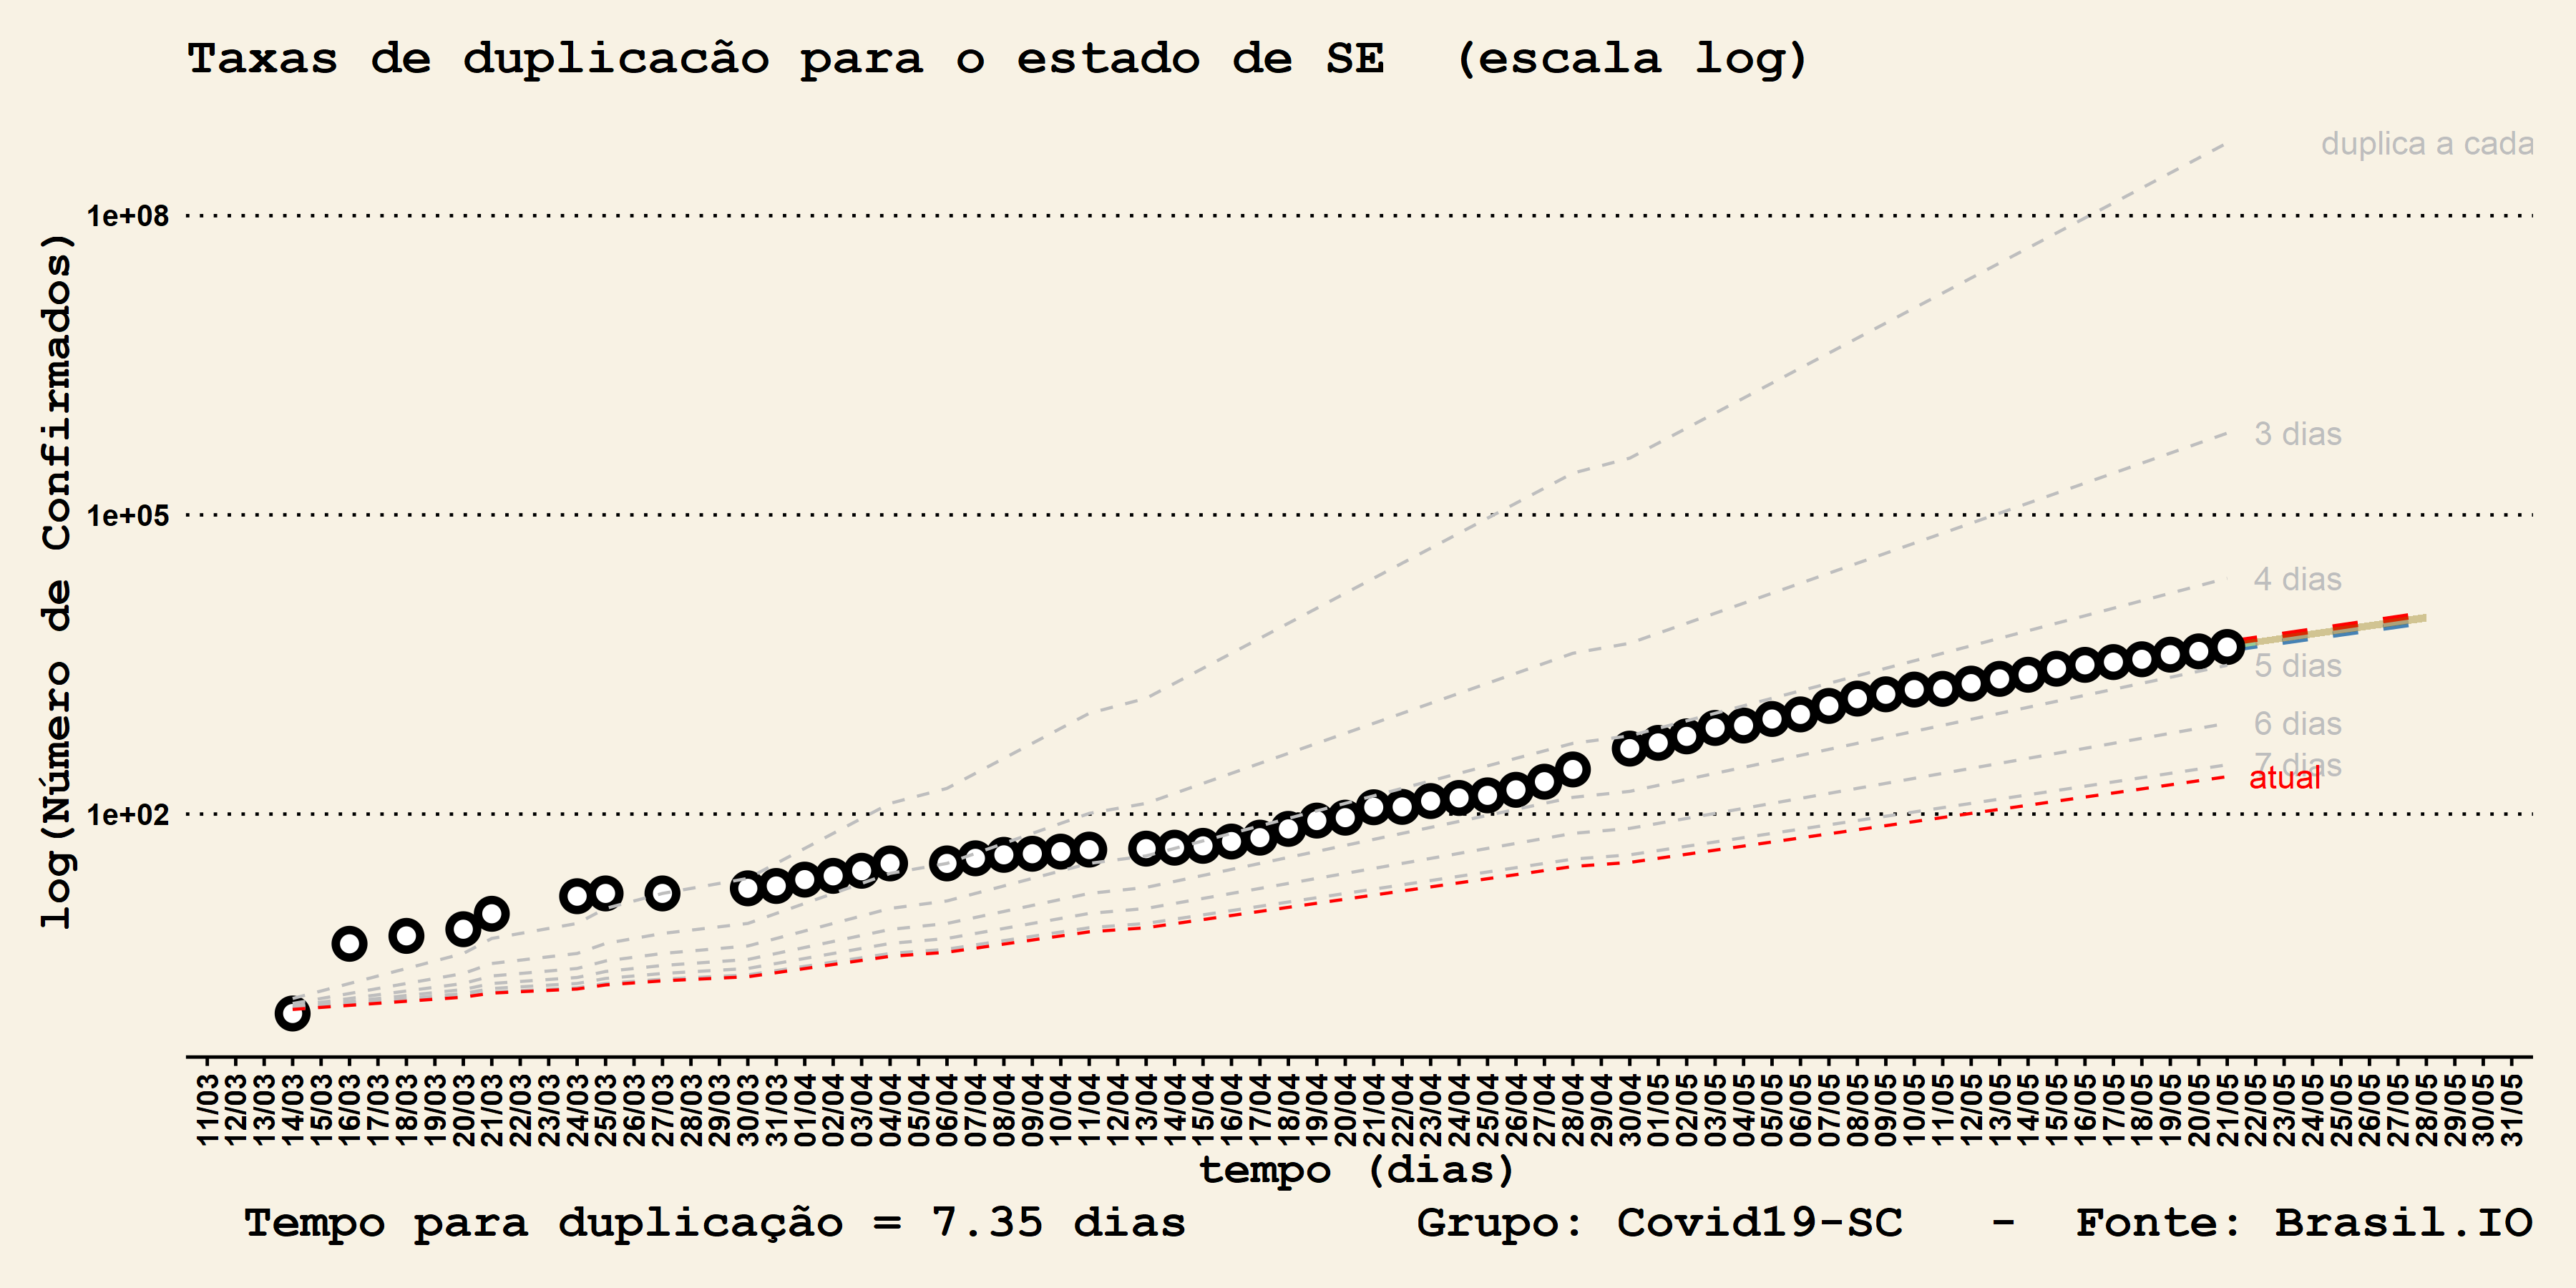 Taxas de duplicacão para o estado de SE  (escala log)
duplica a cada
1e+08
3 dias
1e+05
4 dias
5 dias
6 dias
7 dias
atual
1e+02
log(Número de Confirmados)
11/03 12/03 13/03 14/03 15/03 16/03 17/03 18/03 19/03 20/03 21/03 22/03 23/03 24/03 25/03 26/03 27/03 28/03 29/03 30/03 31/03 01/04 02/04 03/04 04/04 05/04 06/04 07/04 08/04 09/04 10/04 11/04 12/04 13/04 14/04 15/04 16/04 17/04 18/04 19/04 20/04 21/04 22/04 23/04 24/04 25/04 26/04 27/04 28/04 29/04 30/04 01/05 02/05 03/05 04/05 05/05 06/05 07/05 08/05 09/05 10/05 11/05 12/05 13/05 14/05 15/05 16/05 17/05 18/05 19/05 20/05 21/05 22/05 23/05 24/05 25/05 26/05 27/05 28/05 29/05 30/05 31/05
tempo (dias)
Tempo para duplicação = 7.35 dias        Grupo: Covid19-SC   -  Fonte: Brasil.IO